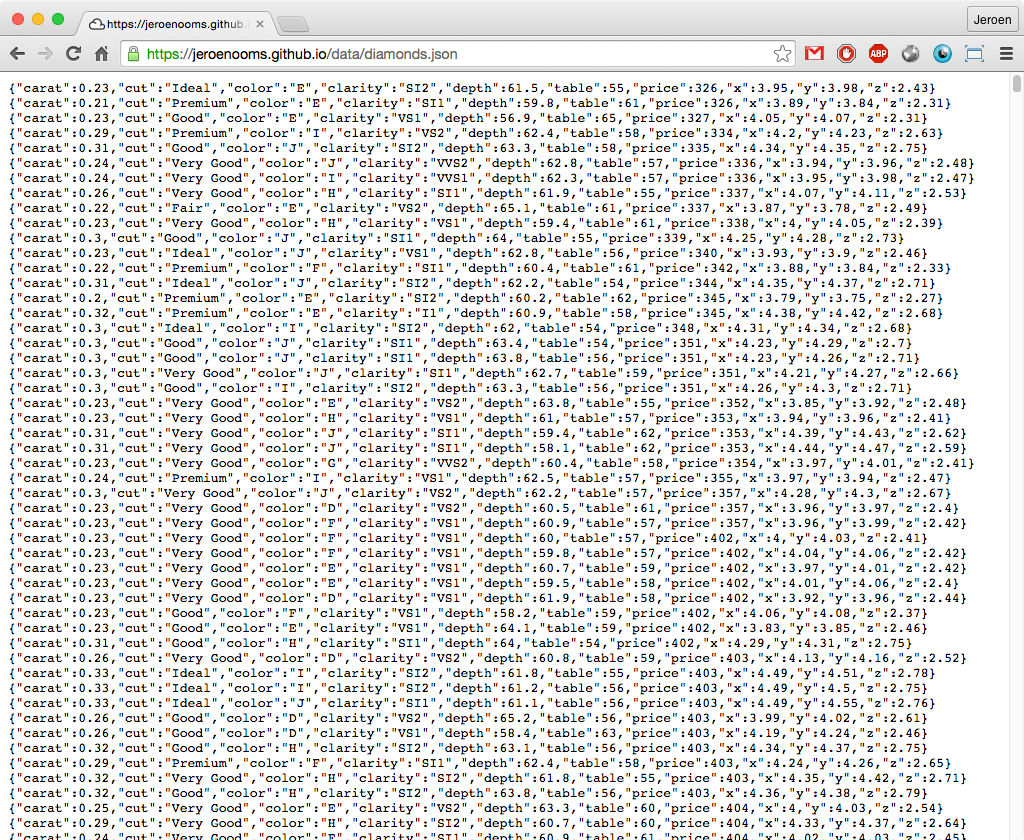 https://jeroenooms.github.
Jeroen
https://jeroenooms.github.io/data/diamonds.json
ABP
{"carat":0.23,"cut":"Ideal","color":"E","clarity":"SI2","depth":61.5,"table":55,"price":326,"x":3.95,"y":3.98,"z":2.43}
{"carat":0.21,"cut":"Premium","color":"E","clarity":"SI1","depth":59.8,"table":61,"price":326,"x":3.89,"y":3.84,"z":2.31}
{"carat":0.23,"cut":"Good","color":"E","clarity":"VS1","depth":56.9,"table":65,"price":327,"x":4.05,"y":4.07,"z":2.31}
{"carat":0.29,"cut":"Premium","color":"I","clarity":"VS2","depth":62.4,"table":58,"price":334,"x":4.2,"y":4.23,"z":2.63}
{"carat":0.31,"cut":"Good","color":"J","clarity":"SI2","depth":63.3,"table":58,"price":335,"x":4.34,"y":4.35,"z":2.75}
{"carat":0.24,"cut":"Very Good","color":"J","clarity":"VVS2","depth":62.8,"table":57,"price":336,"x":3.94,"y":3.96,"z":2.48}
{"carat":0.24,"cut":"Very Good","color":"I","clarity":"VVS1","depth":62.3,"table":57,"price":336,"x":3.95,"y":3.98,"z":2.47}
{"carat":0.26,"cut":"Very Good","color":"H","clarity":"SI1","depth":61.9,"table":55,"price":337,"x":4.07,"y":4.11,"z":2.53}
{"carat":0.22,"cut":"Fair","color":"E","clarity":"VS2","depth":65.1,"table":61,"price":337,"x":3.87,"y":3.78,"z":2.49}
{"carat":0.23,"cut":"Very Good","color":"H","clarity":"VS1","depth":59.4,"table":61,"price":338,"x":4,"y":4.05,"z":2.39}
{"carat":0.3,"cut":"Good","color":"J","clarity":"SI1","depth":64,"table":55,"price":339,"x":4.25,"y":4.28,"z":2.73}
{"carat":0.23,"cut":"Ideal","color":"J","clarity":"VS1","depth":62.8,"table":56,"price":340,"x":3.93,"y":3.9,"z":2.46}
{"carat":0.22,"cut":"Premium","color":"F","clarity":"SI1","depth":60.4,"table":61,"price":342,"x":3.88,"y":3.84,"z":2.33}
{"carat":0.31,"cut":"Ideal","color":"J","clarity":"SI2","depth":62.2,"table":54,"price":344,"x":4.35,"y":4.37,"z":2.71}
{"carat":0.2,"cut":"Premium","color":"E","clarity":"SI2","depth":60.2,"table":62,"price":345,"x":3.79,"y":3.75,"z":2.27}
{"carat":0.32,"cut":"Premium","color":"E","clarity":"I1","depth":60.9,"table":58,"price":345,"x":4.38,"y":4.42,"z":2.68}
{"carat":0.3,"cut":"Ideal","color":"I","clarity":"SI2","depth":62,"table":54,"price":348,"x":4.31,"y":4.34,"z":2.68}
{"carat":0.3,"cut":"Good","color":"J","clarity":"SI1","depth":63.4,"table":54,"price":351,"x":4.23,"y":4.29,"z":2.7}
{"carat":0.3,"cut":"Good","color":"J","clarity":"SI1","depth":63.8,"table":56,"price":351,"x":4.23,"y":4.26,"z":2.71}
{"carat":0.3,"cut":"Very Good","color":"J","clarity":"SI1","depth":62.7,"table":59,"price":351,"x":4.21,"y":4.27,"z":2.66}
{"carat":0.3,"cut":"Good","color":"I","clarity":"SI2","depth":63.3,"table":56,"price":351,"x":4.26,"y":4.3,"z":2.71}
{"carat":0.23,"cut":"Very Good","color":"E","clarity":"VS2","depth":63.8,"table":55,"price":352,"x":3.85,"y":3.92,"z":2.48}
{"carat":0.23,"cut":"Very Good","color":"H","clarity":"VS1","depth":61,"table":57,"price":353,"x":3.94,"y":3.96,"z":2.41}
{"carat":0.31,"cut":"Very Good","color":"J","clarity":"SI1","depth":59.4,"table":62,"price":353,"x":4.39,"y":4.43,"z":2.62}
{"carat":0.31,"cut":"Very Good","color":"J","clarity":"SI1","depth":58.1,"table":62,"price":353,"x":4.44,"y":4.47,"z":2.59}
{"carat":0.23,"cut":"Very Good","color":"G","clarity":"VVS2","depth":60.4,"table":58,"price":354,"x":3.97,"y":4.01,"z":2.41}
{"carat":0.24,"cut":"Premium","color":"I","clarity":"VS1","depth":62.5,"table":57,"price":355,"x":3.97,"y":3.94,"z":2.47}
{"carat":0.3,"cut":"Very Good","color":"J","clarity":"VS2","depth":62.2,"table":57,"price":357,"x":4.28,"y":4.3,"z":2.67}
{"carat":0.23,"cut":"Very Good","color":"D","clarity":"VS2","depth":60.5,"table":61,"price":357,"x":3.96,"y":3.97,"z":2.4}
{"carat":0.23,"cut":"Very Good","color":"F","clarity":"VS1","depth":60.9,"table":57,"price":357,"x":3.96,"y":3.99,"z":2.42}
{"carat":0.23,"cut":"Very Good","color":"F","clarity":"VS1","depth":60,"table":57,"price":402,"x":4,"y":4.03,"z":2.41}
{"carat":0.23,"cut":"Very Good","color":"F","clarity":"VS1","depth":59.8,"table":57,"price":402,"x":4.04,"y":4.06,"z":2.42}
{"carat":0.23,"cut":"Very Good","color":"E","clarity":"VS1","depth":60.7,"table":59,"price":402,"x":3.97,"y":4.01,"z":2.42}
{"carat":0.23,"cut":"Very Good","color":"E","clarity":"VS1","depth":59.5,"table":58,"price":402,"x":4.01,"y":4.06,"z":2.4}
{"carat":0.23,"cut":"Very Good","color":"D","clarity":"VS1","depth":61.9,"table":58,"price":402,"x":3.92,"y":3.96,"z":2.44}
{"carat":0.23,"cut":"Good","color":"F","clarity":"VS1","depth":58.2,"table":59,"price":402,"x":4.06,"y":4.08,"z":2.37}
{"carat":0.23,"cut":"Good","color":"E","clarity":"VS1","depth":64.1,"table":59,"price":402,"x":3.83,"y":3.85,"z":2.46}
{"carat":0.31,"cut":"Good","color":"H","clarity":"SI1","depth":64,"table":54,"price":402,"x":4.29,"y":4.31,"z":2.75}
{"carat":0.26,"cut":"Very Good","color":"D","clarity":"VS2","depth":60.8,"table":59,"price":403,"x":4.13,"y":4.16,"z":2.52}
{"carat":0.33,"cut":"Ideal","color":"I","clarity":"SI2","depth":61.8,"table":55,"price":403,"x":4.49,"y":4.51,"z":2.78}
{"carat":0.33,"cut":"Ideal","color":"I","clarity":"SI2","depth":61.2,"table":56,"price":403,"x":4.49,"y":4.5,"z":2.75}
{"carat":0.33,"cut":"Ideal","color":"J","clarity":"SI1","depth":61.1,"table":56,"price":403,"x":4.49,"y":4.55,"z":2.76}
{"carat":0.26,"cut":"Good","color":"D","clarity":"VS2","depth":65.2,"table":56,"price":403,"x":3.99,"y":4.02,"z":2.61}
{"carat":0.26,"cut":"Good","color":"D","clarity":"VS1","depth":58.4,"table":63,"price":403,"x":4.19,"y":4.24,"z":2.46}
{"carat":0.32,"cut":"Good","color":"H","clarity":"SI2","depth":63.1,"table":56,"price":403,"x":4.34,"y":4.37,"z":2.75}
{"carat":0.29,"cut":"Premium","color":"F","clarity":"SI1","depth":62.4,"table":58,"price":403,"x":4.24,"y":4.26,"z":2.65}
{"carat":0.32,"cut":"Very Good","color":"H","clarity":"SI2","depth":61.8,"table":55,"price":403,"x":4.35,"y":4.42,"z":2.71}
{"carat":0.32,"cut":"Good","color":"H","clarity":"SI2","depth":63.8,"table":56,"price":403,"x":4.36,"y":4.38,"z":2.79}
{"carat":0.25,"cut":"Very Good","color":"E","clarity":"VS2","depth":63.3,"table":60,"price":404,"x":4,"y":4.03,"z":2.54}
{"carat":0.29,"cut":"Very Good","color":"H","clarity":"SI2","depth":60.7,"table":60,"price":404,"x":4.33,"y":4.37,"z":2.64}
{"carat":0.24,"cut":"Very Good","color":"F","clarity":"SI1","depth":60.9,"table":61,"price":404,"x":4.02,"y":4.03,"z":2.45}